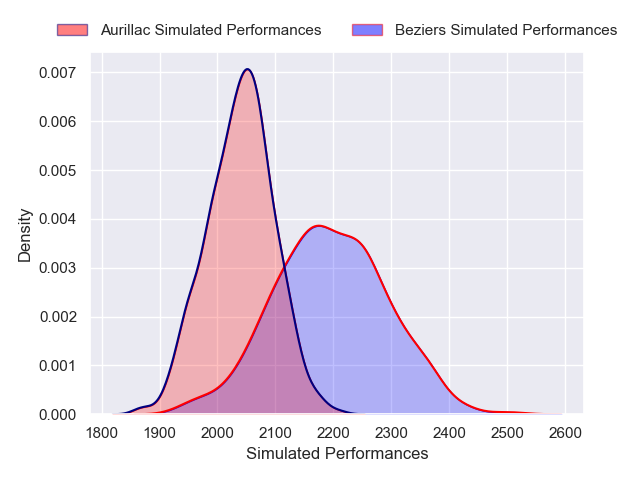 Aurillac Simulated Performances Beziers Simulated Performances
0.007
0.006
0.005
0.004
0.003
0.002
0.001
0.000
Density
1800 1900 2000 2100 2200 2300 2400 2500 2600
Simulated Performances